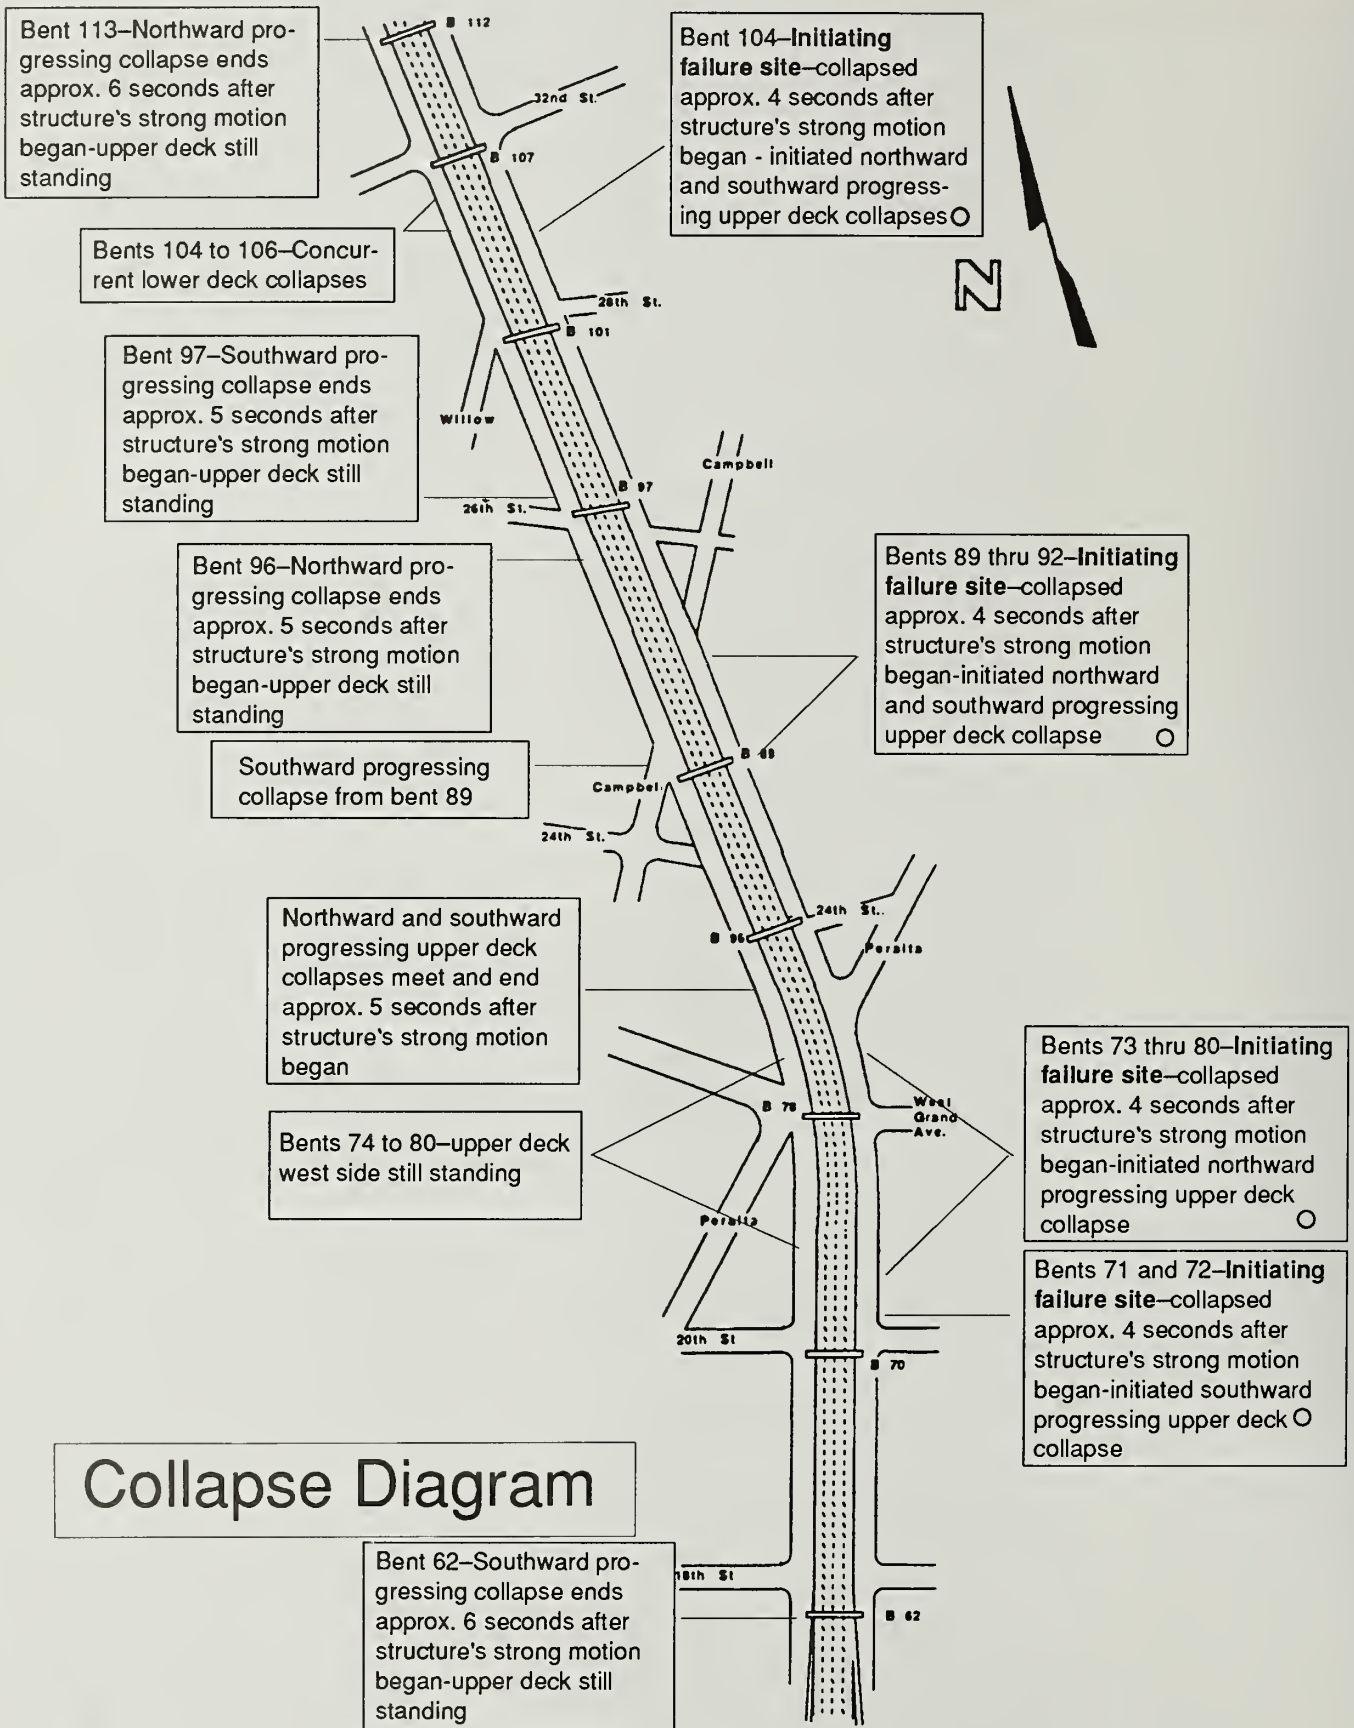 Bent 113–Northward pro-
gressing collapse ends
approx. 6 seconds after
structure's strong motion
began-upper deck still
standing
B 112
Bent 104–Initiating
failure site–collapsed
approx. 4 seconds after
structure's strong motion
began - initiated northward
and southward progress-
ing upper deck collapses
32nd St.
B 107
Bents 104 to 106–Concur-
rent lower deck collapses
N
28th St.
B 101
Bent 97–Southward pro-
gressing collapse ends
approx. 5 seconds after
structure's strong motion
began-upper deck still
standing
Willow
Campbell
B 97
26th St.
Bent 96–Northward pro-
gressing collapse ends
approx. 5 seconds after
structure's strong motion
began-upper deck still
standing
Bents 89 thru 92–Initiating
failure site–collapsed
approx. 4 seconds after
structure's strong motion
began-initiated northward
and southward progressing
upper deck collapse
B 89
Southward progressing
collapse from bent 89
Campbel.
24th St.
Northward and southward
progressing upper deck
collapses meet and end
approx. 5 seconds after
structure's strong motion
began
24th St..
B 96
Peralta
Bents 73 thru 80–Initiating
failure site–collapsed
approx. 4 seconds after
structure's strong motion
began-initiated northward
progressing upper deck
collapse
B 78
West
Grand
Ave.
Bents 74 to 80–upper deck
west side still standing
Peralta
Bents 71 and 72–Initiating
failure site–collapsed
approx. 4 seconds after
structure's strong motion
began-initiated southward
progressing upper deck
collapse
20th St
B 70
Collapse Diagram
Bent 62–Southward pro-
gressing collapse ends
approx. 6 seconds after
structure's strong motion
began-upper deck still
standing
18th St
B 62